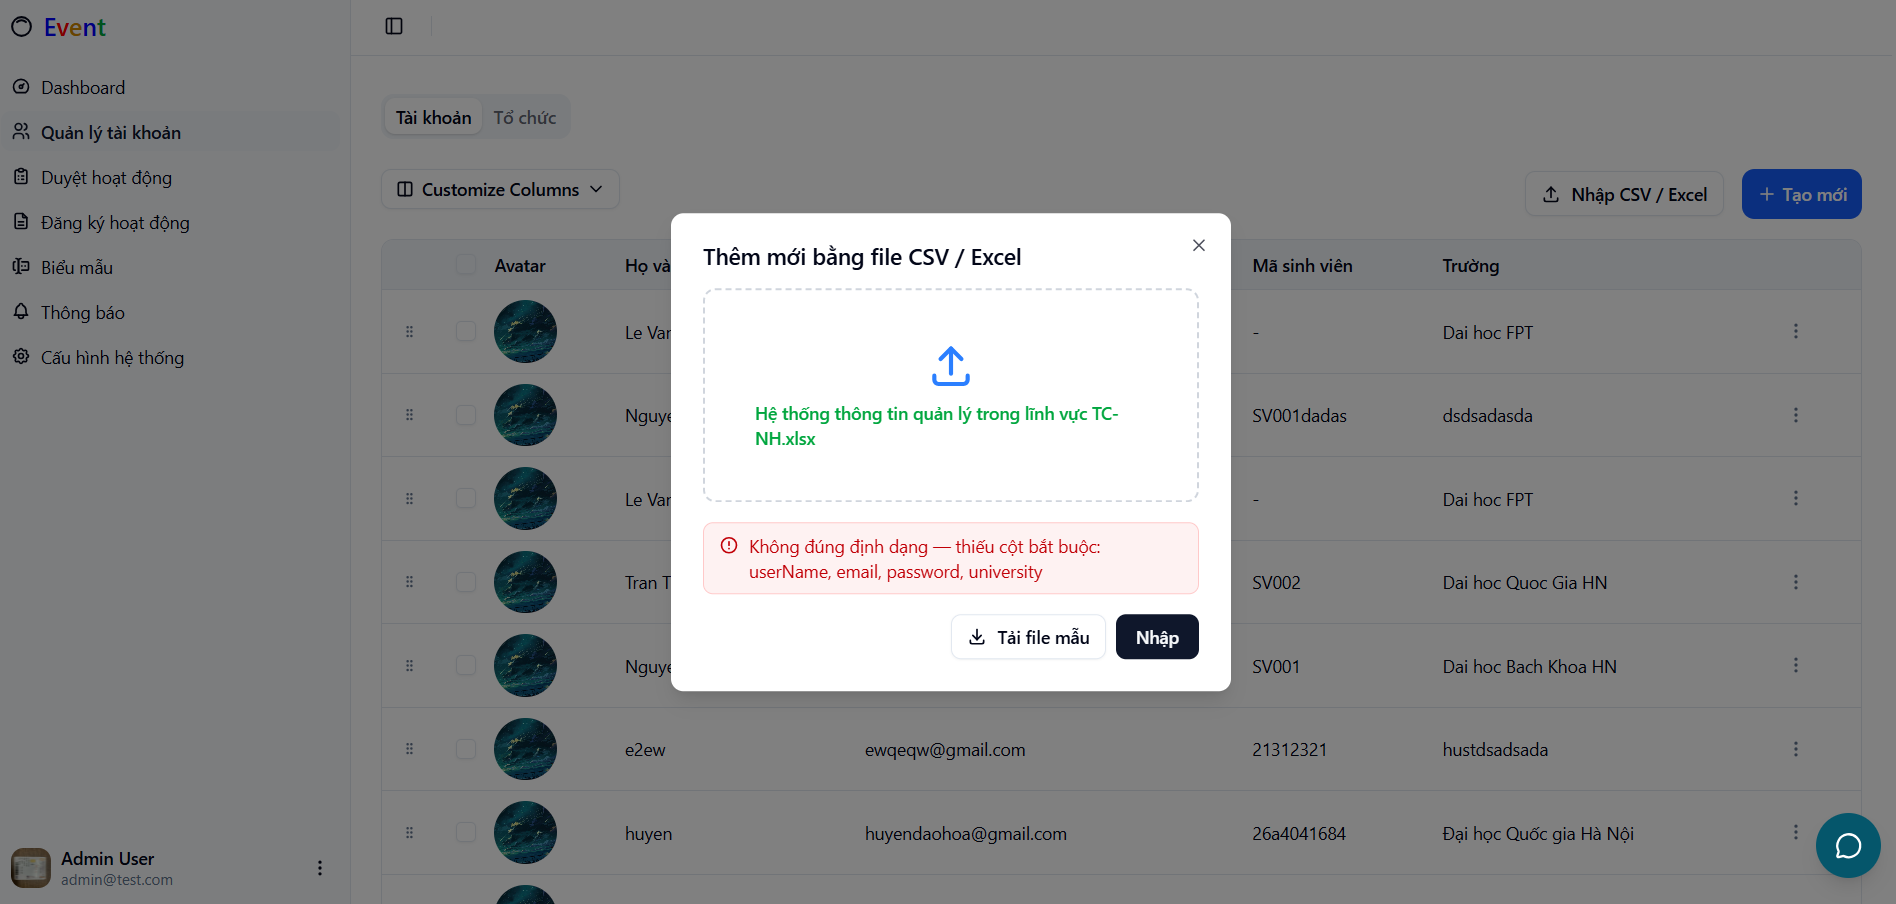 Event
Dashboard
Quản lý tài khoản
Duyệt hoạt động
Đăng ký hoạt động
Biểu mẫu
Thông báo
Cấu hình hệ thống
Admin User
admin@test.com
Tài khoản Tổ chức
Customize Columns
Nhập CSV / Excel
+ Tạo mới
Avatar Họ và Mã sinh viên Trường
Le Van - Dai hoc FPT
Nguye SV001dadas dsdsadasda
Le Van - Dai hoc FPT
Tran T SV002 Dai hoc Quoc Gia HN
Nguye SV001 Dai hoc Bach Khoa HN
e2ew ewqeqw@gmail.com 21312321 hustdsadsada
huyen huyendaohoa@gmail.com 26a4041684 Đại học Quốc gia Hà Nội
Thêm mới bằng file CSV / Excel
Hệ thống thông tin quản lý trong lĩnh vực TC-
NH.xlsx
Không đúng định dạng — thiếu cột bắt buộc:
userName, email, password, university
Tải file mẫu
Nhập